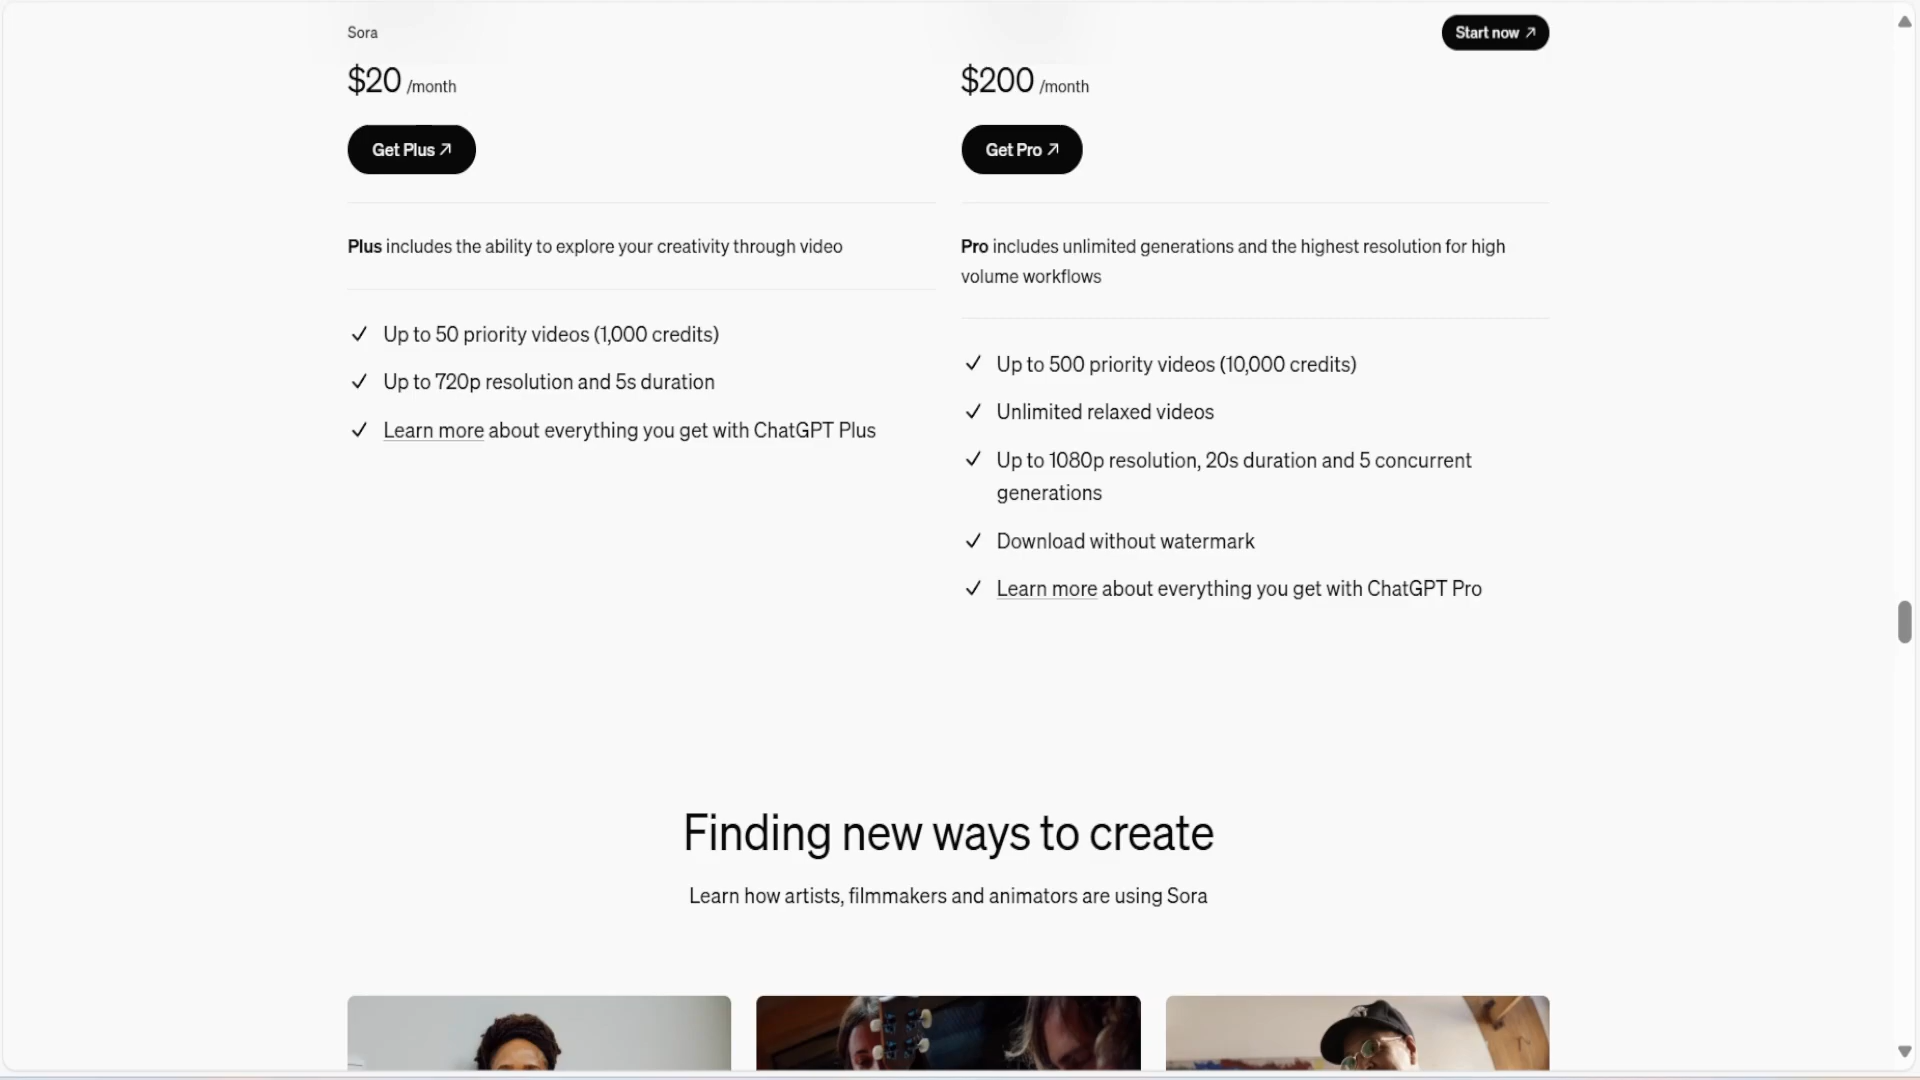 Sora
Start now ↗
$20 /month
Get Plus ↗
Plus includes the ability to explore your creativity through video
✓ Up to 50 priority videos (1,000 credits)
✓ Up to 720p resolution and 5s duration
✓ Learn more about everything you get with ChatGPT Plus
$200 /month
Get Pro ↗
Pro includes unlimited generations and the highest resolution for high
volume workflows
✓ Up to 500 priority videos (10,000 credits)
✓ Unlimited relaxed videos
✓ Up to 1080p resolution, 20s duration and 5 concurrent
generations
✓ Download without watermark
✓ Learn more about everything you get with ChatGPT Pro
Finding new ways to create
Learn how artists, filmmakers and animators are using Sora